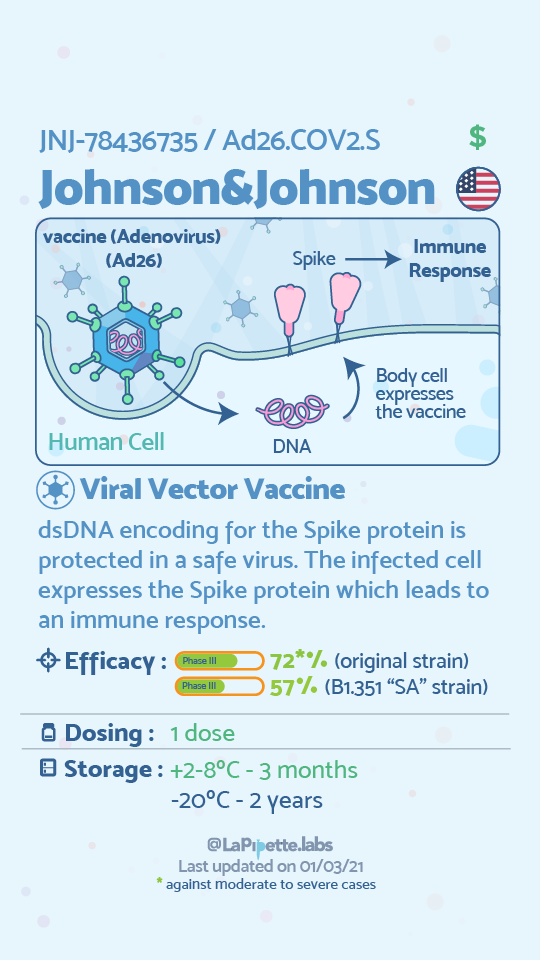 JNJ-78436735 / Ad26.COV2.S $
Johnson&Johnson
vaccine (Adenovirus)
(Ad26)
Spike
Immune
Response
Body cell
expresses
the vaccine
Human Cell
DNA
Viral Vector Vaccine
dsDNA encoding for the Spike protein is
protected in a safe virus. The infected cell
expresses the Spike protein which leads to
an immune response.
Efficacy : Phase III 72*% (original strain)
Phase III 57% (B1.351 “SA” strain)
Dosing : 1 dose
Storage : +2-8ºC - 3 months
-20ºC - 2 years
@LaPipette.labs
Last updated on 01/03/21
* against moderate to severe cases